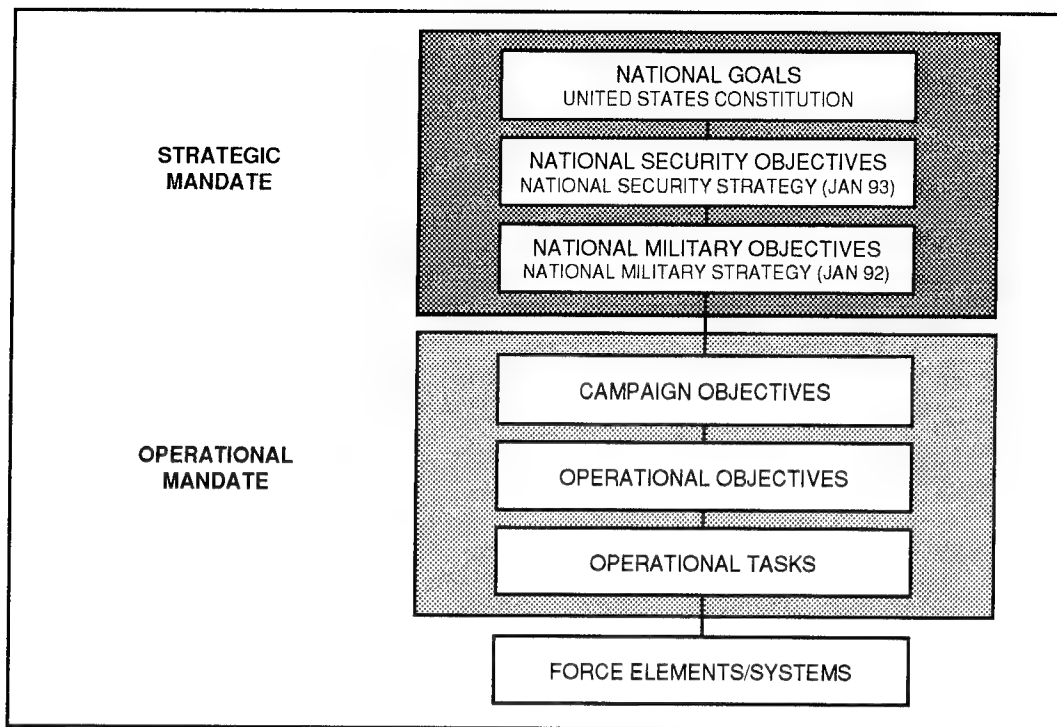 STRATEGIC
MANDATE
NATIONAL GOALS
UNITED STATES CONSTITUTION
NATIONAL SECURITY OBJECTIVES
NATIONAL SECURITY STRATEGY (JAN 93)
NATIONAL MILITARY OBJECTIVES
NATIONAL MILITARY STRATEGY (JAN 92)
OPERATIONAL
MANDATE
CAMPAIGN OBJECTIVES
OPERATIONAL OBJECTIVES
OPERATIONAL TASKS
FORCE ELEMENTS/SYSTEMS